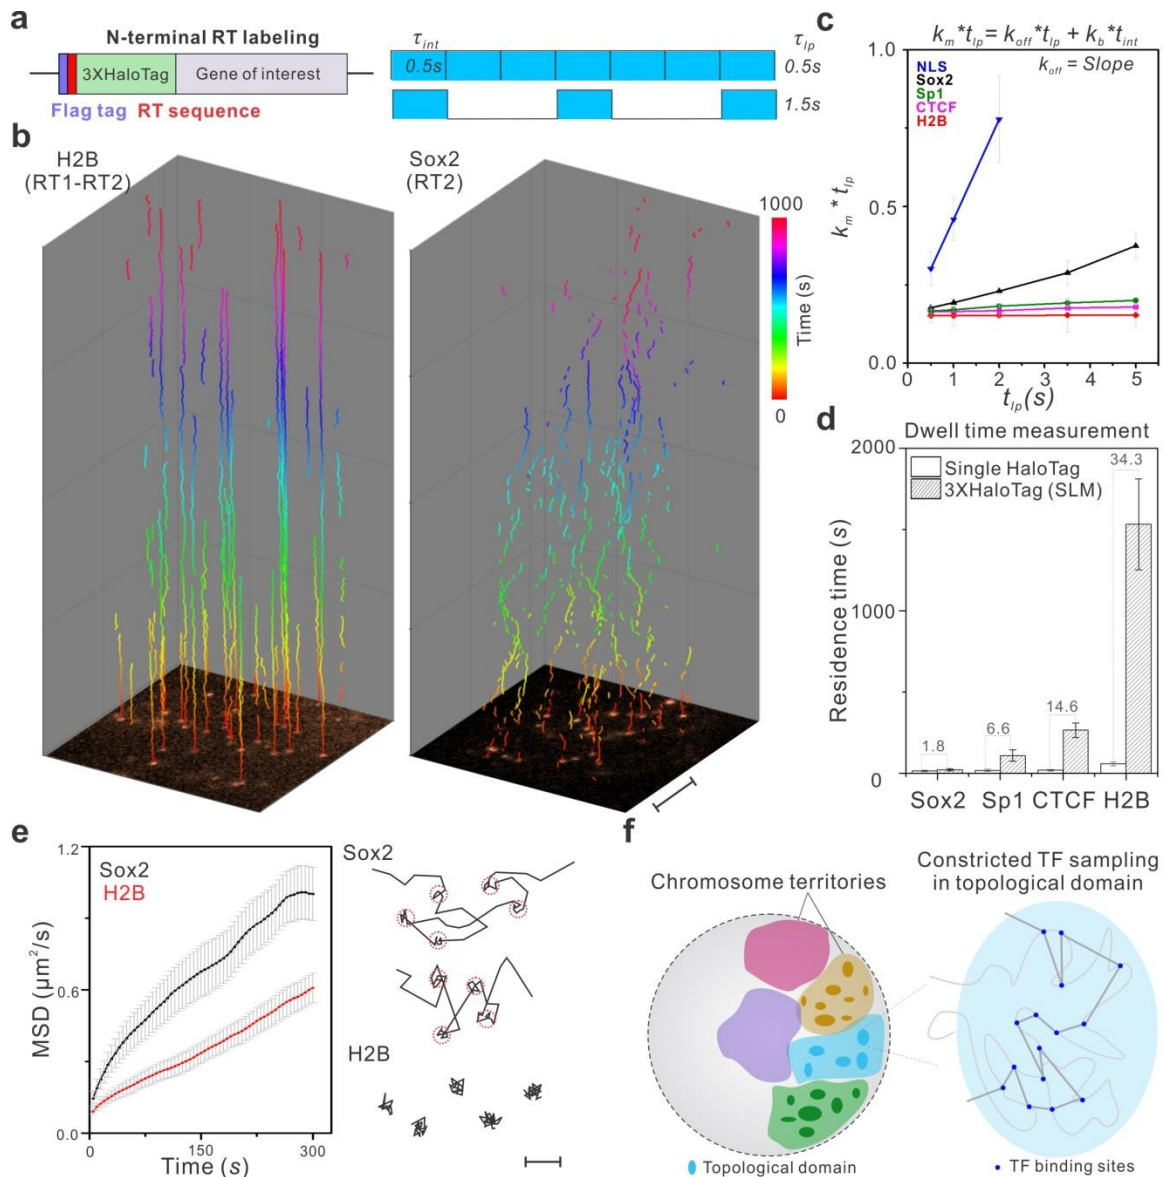 a
N-terminal RT labeling
3XHaloTag
Gene of interest
Flag tag RT sequence
τint
τlp
0.5s
0.5s
1.5s
b
H2B
(RT1-RT2)
Sox2
(RT2)
1000
Time (s)
0
c
km*tlp= koff*tlp + kb*tint
koff = Slope
NLS
Sox2
Sp1
CTCF
H2B
1.0
0.5
0.0
km * tlp
0 1 2 3 4 5
tlp(s)
d
Dwell time measurement
Single HaloTag
3XHaloTag (SLM)
34.3
14.6
6.6
1.8
2000
1000
0
Residence time (s)
Sox2 Sp1 CTCF H2B
e
Sox2
H2B
1.2
0.6
0.0
MSD (µm²/s)
0 150 300
Time (s)
Sox2
H2B
f
Chromosome territories
Constricted TF sampling
in topological domain
Topological domain
TF binding sites